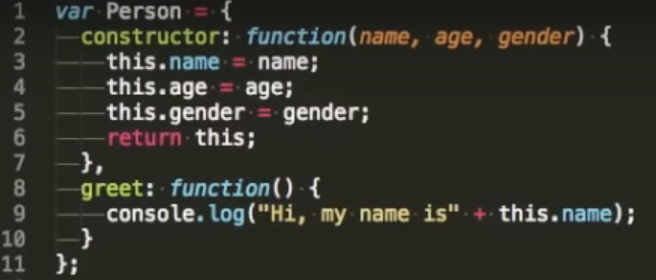 1 var Person = {
2 constructor: function(name, age, gender) {
3 this.name = name;
4 this.age = age;
5 this.gender = gender;
6 return this;
7 },
8 greet: function() {
9 console.log("Hi, my name is" + this.name);
10 }
11 };